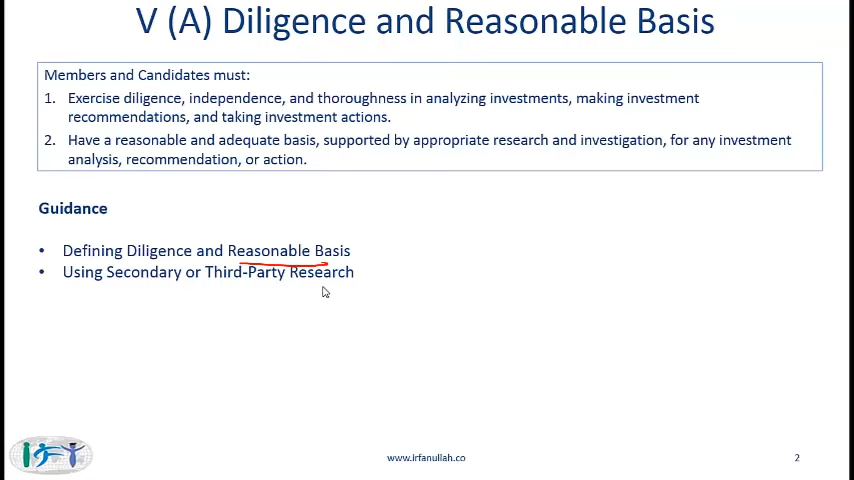 V (A) Diligence and Reasonable Basis
Members and Candidates must:
1. Exercise diligence, independence, and thoroughness in analyzing investments, making investment
recommendations, and taking investment actions.
2. Have a reasonable and adequate basis, supported by appropriate research and investigation, for any investment
analysis, recommendation, or action.
Guidance
• Defining Diligence and Reasonable Basis
• Using Secondary or Third-Party Research
www.irfanullah.co
2